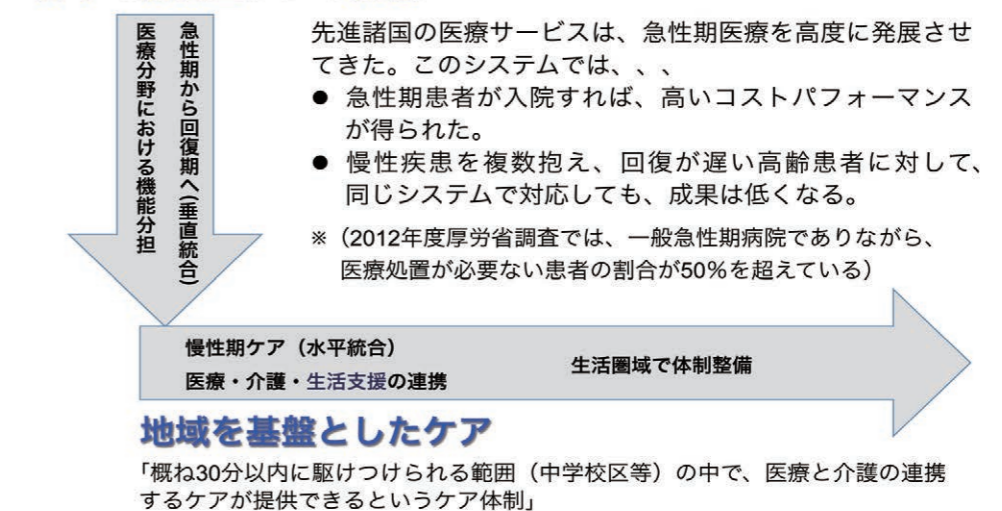 急性期から回復期へ(垂直統合)
医療分野における機能分担
先進諸国の医療サービスは、急性期医療を高度に発展させ
てきた。このシステムでは、、、
● 急性期患者が入院すれば、高いコストパフォーマンス
が得られた。
● 慢性疾患を複数抱え、回復が遅い高齢患者に対して、
同じシステムで対応しても、成果は低くなる。
※（2012年度厚労省調査では、一般急性期病院でありながら、
医療処置が必要ない患者の割合が50％を超えている）
慢性期ケア（水平統合）
医療・介護・生活支援の連携
生活圏域で体制整備
地域を基盤としたケア
「概ね30分以内に駆けつけられる範囲（中学校区等）の中で、医療と介護の連携
するケアが提供できるというケア体制」